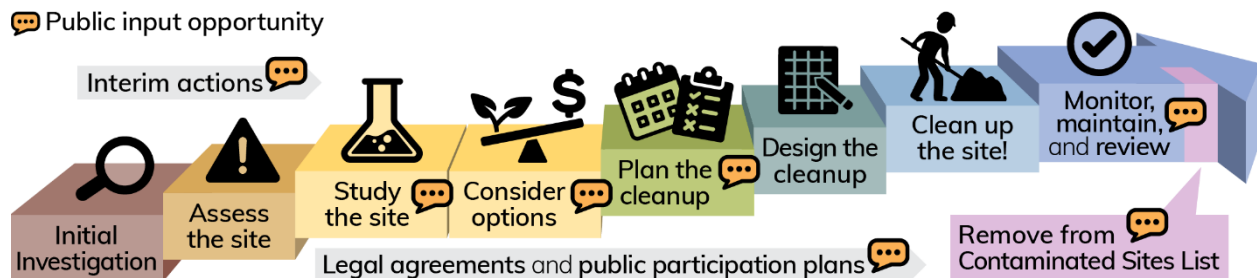 Public input opportunity
Interim actions
Initial
Investigation
Assess
the site
Study
the site
Consider
options
Plan the
cleanup
Design the
cleanup
Clean up
the site!
Monitor,
maintain,
and review
Legal agreements and public participation plans
Remove from
Contaminated Sites List